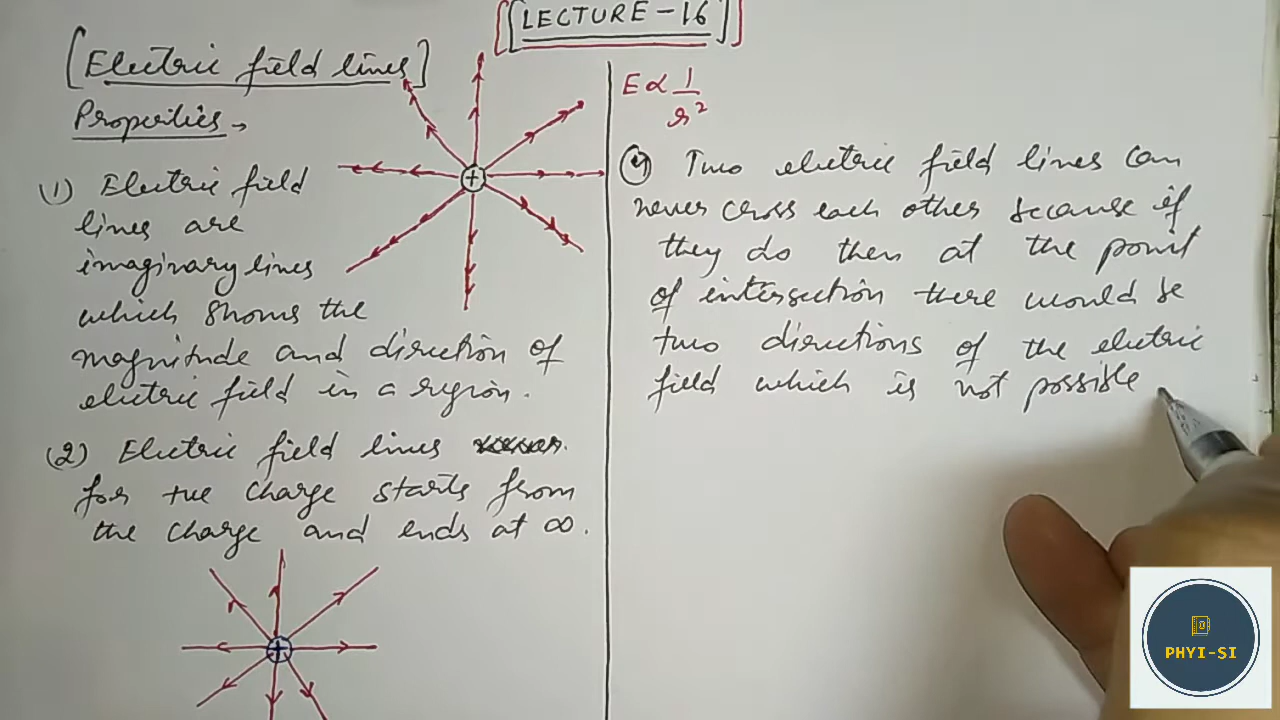 [[LECTURE-16]]
[Electric field lines]
Properties →
(1) Electric field
lines are
imaginary lines
which shows the
magnitude and direction of
electric field in a region.
(2) Electric field lines
for +ve charge starts from
the charge and ends at ∞.
+
+
E ∝ 1/r²
(4) Two electric field lines can
never cross each other because if
they do then at the point
of intersection there would be
two directions of the electric
field which is not possible
PHYI-SI